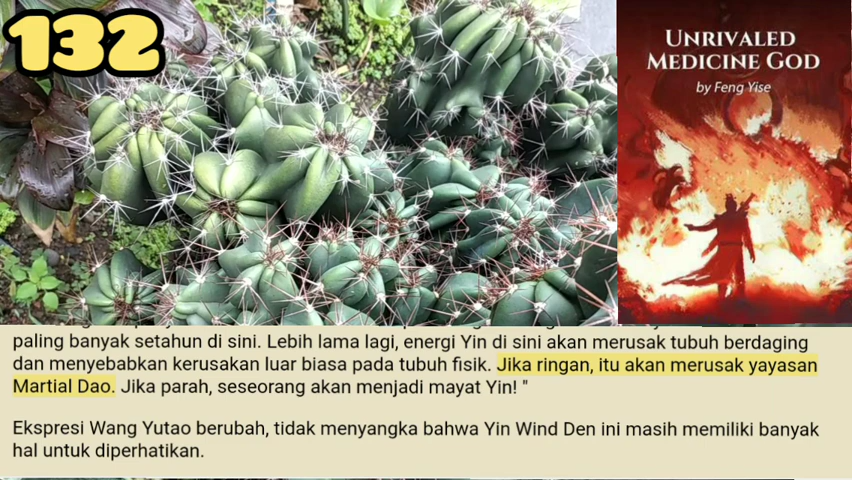 132
UNRIVALED
MEDICINE GOD
by Feng Yise
paling banyak setahun di sini. Lebih lama lagi, energi Yin di sini akan merusak tubuh berdaging
dan menyebabkan kerusakan luar biasa pada tubuh fisik. Jika ringan, itu akan merusak yayasan
Martial Dao. Jika parah, seseorang akan menjadi mayat Yin! "
Ekspresi Wang Yutao berubah, tidak menyangka bahwa Yin Wind Den ini masih memiliki banyak
hal untuk diperhatikan.